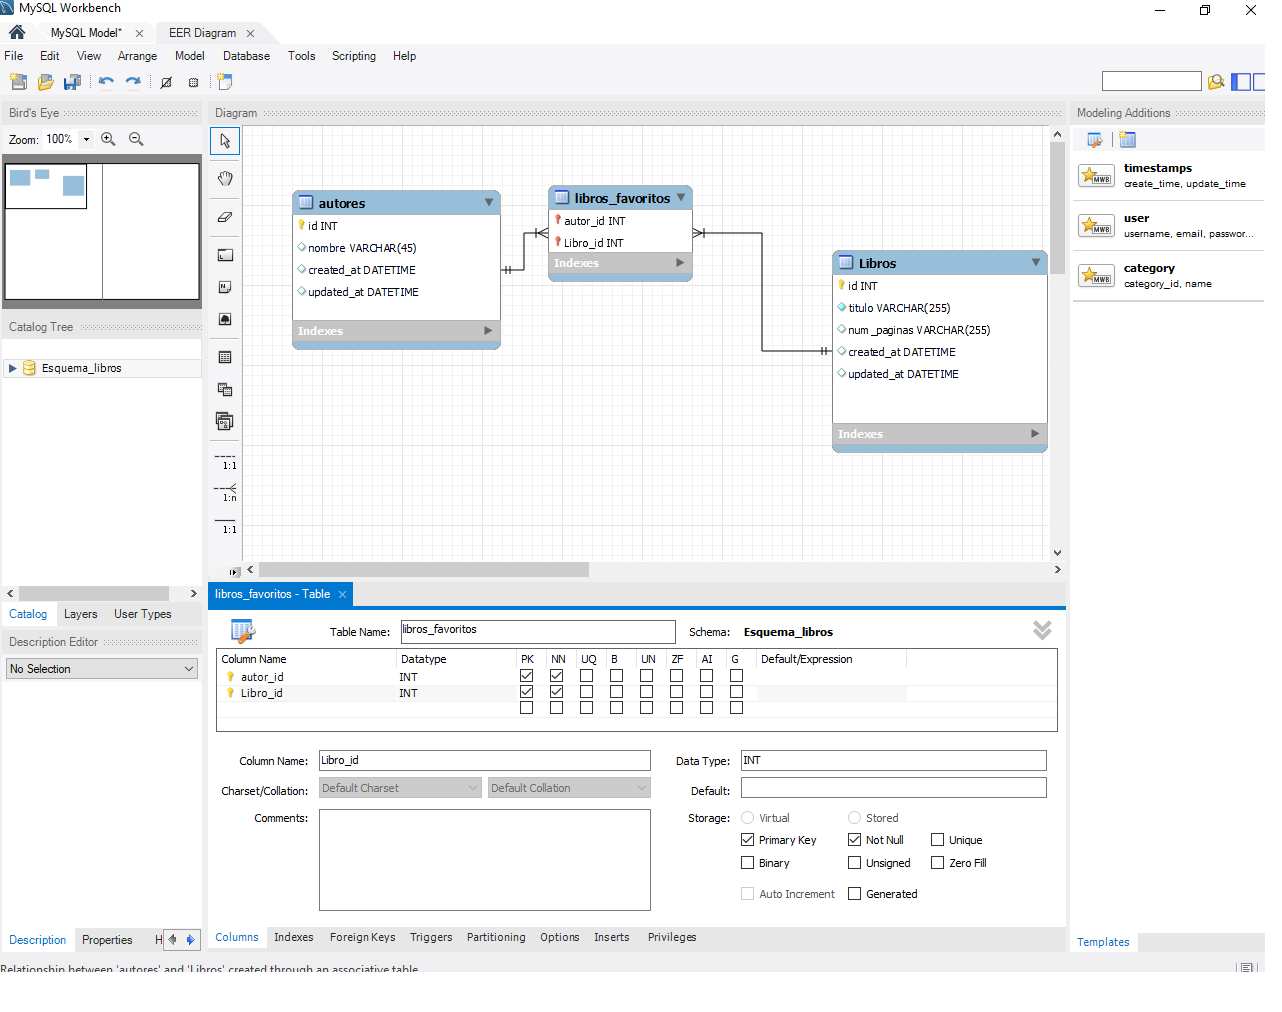 MySQL Workbench
MySQL Model* EER Diagram
File Edit View Arrange Model Database Tools Scripting Help
Bird's Eye
Zoom: 100%
Catalog Tree
Esquema_libros
Catalog Layers User Types
Description Editor
No Selection
Description Properties H
Diagram
1:1
1:n
1:1
autores
id INT
nombre VARCHAR(45)
created_at DATETIME
updated_at DATETIME
Indexes
libros_favoritos
autor_id INT
Libro_id INT
Indexes
Libros
id INT
titulo VARCHAR(255)
num _paginas VARCHAR(255)
created_at DATETIME
updated_at DATETIME
Indexes
Modeling Additions
MWB
timestamps
create_time, update_time
MWB
user
username, email, passwor...
MWB
category
category_id, name
Templates
libros_favoritos - Table
Table Name: libros_favoritos Schema: Esquema_libros
Column Name Datatype PK NN UQ B UN ZF AI G Default/Expression
autor_id INT
Libro_id INT
Column Name: Libro_id Data Type: INT
Charset/Collation: Default Charset Default Collation Default:
Comments: Storage: Virtual Stored
Primary Key Not Null Unique
Binary Unsigned Zero Fill
Auto Increment Generated
Columns Indexes Foreign Keys Triggers Partitioning Options Inserts Privileges
Relationship between 'autores' and 'Libros' created through an associative table